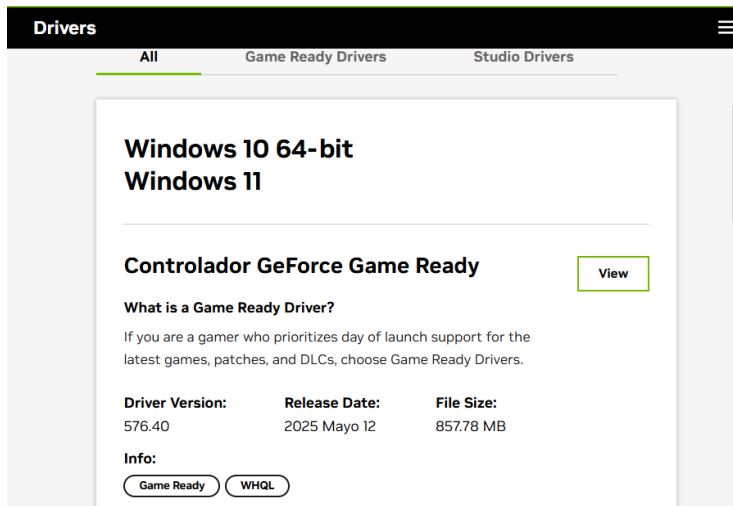 Drivers
All Game Ready Drivers Studio Drivers
Windows 10 64-bit
Windows 11
Controlador GeForce Game Ready
View
What is a Game Ready Driver?
If you are a gamer who prioritizes day of launch support for the
latest games, patches, and DLCs, choose Game Ready Drivers.
Driver Version: Release Date: File Size:
576.40 2025 Mayo 12 857.78 MB
Info:
Game Ready WHQL